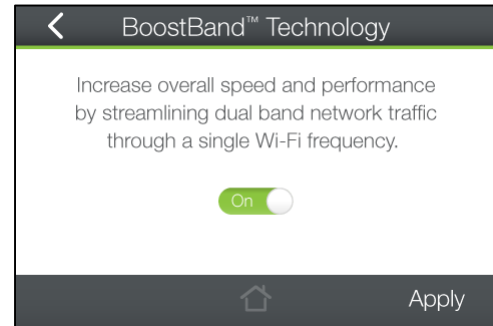 BoostBand™ Technology
Increase overall speed and performance
by streamlining dual band network traffic
through a single Wi-Fi frequency.
On
Apply